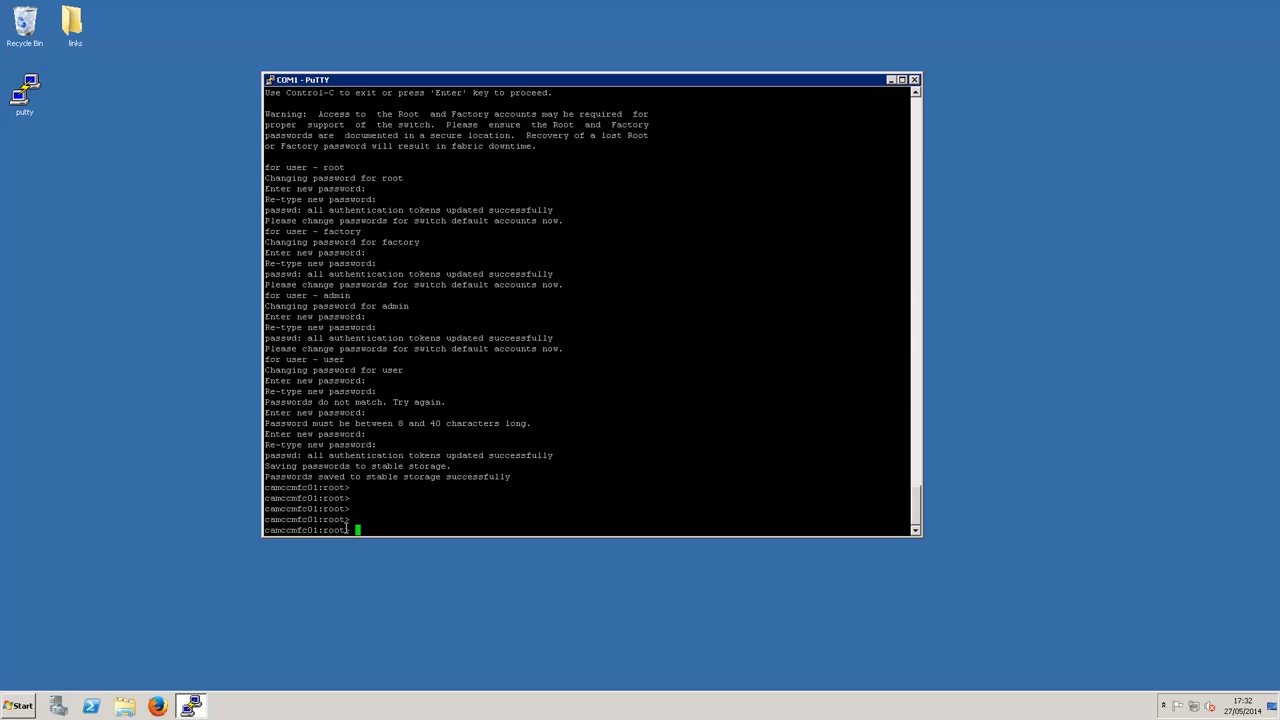 Recycle Bin
links
putty
COM1 - PuTTY
Use Control-C to exit or press 'Enter' key to proceed.
Warning:  Access to  the Root  and Factory accounts may be required  for
proper  support  of  the switch.  Please  ensure  the Root  and  Factory
passwords are  documented in a secure location.  Recovery of a lost Root
or Factory password will result in fabric downtime.
for user - root
Changing password for root
Enter new password:
Re-type new password:
passwd: all authentication tokens updated successfully
Please change passwords for switch default accounts now.
for user - factory
Changing password for factory
Enter new password:
Re-type new password:
passwd: all authentication tokens updated successfully
Please change passwords for switch default accounts now.
for user - admin
Changing password for admin
Enter new password:
Re-type new password:
passwd: all authentication tokens updated successfully
Please change passwords for switch default accounts now.
for user - user
Changing password for user
Enter new password:
Re-type new password:
Passwords do not match. Try again.
Enter new password:
Password must be between 8 and 40 characters long.
Enter new password:
Re-type new password:
passwd: all authentication tokens updated successfully
Saving passwords to stable storage.
Passwords saved to stable storage successfully
camccmfc01:root>
camccmfc01:root>
camccmfc01:root>
camccmfc01:root>
camccmfc01:root>
Start
17:32
27/05/2014